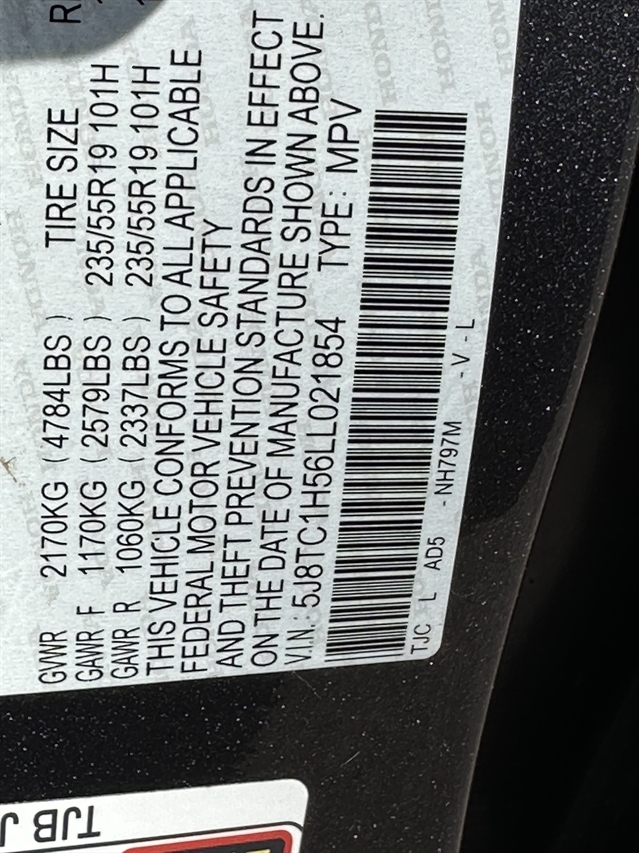 GVWR 2170KG ( 4784LBS ) TIRE SIZE R
GAWR F 1170KG ( 2579LBS ) 235/55R19 101H
GAWR R 1060KG ( 2337LBS ) 235/55R19 101H
THIS VEHICLE CONFORMS TO ALL APPLICABLE
FEDERAL MOTOR VEHICLE SAFETY
AND THEFT PREVENTION STANDARDS IN EFFECT
ON THE DATE OF MANUFACTURE SHOWN ABOVE.
V.I.N.: 5J8TC1H56LL021854 TYPE: MPV
TJC L AD5 - NH797M - V - L
TJB J